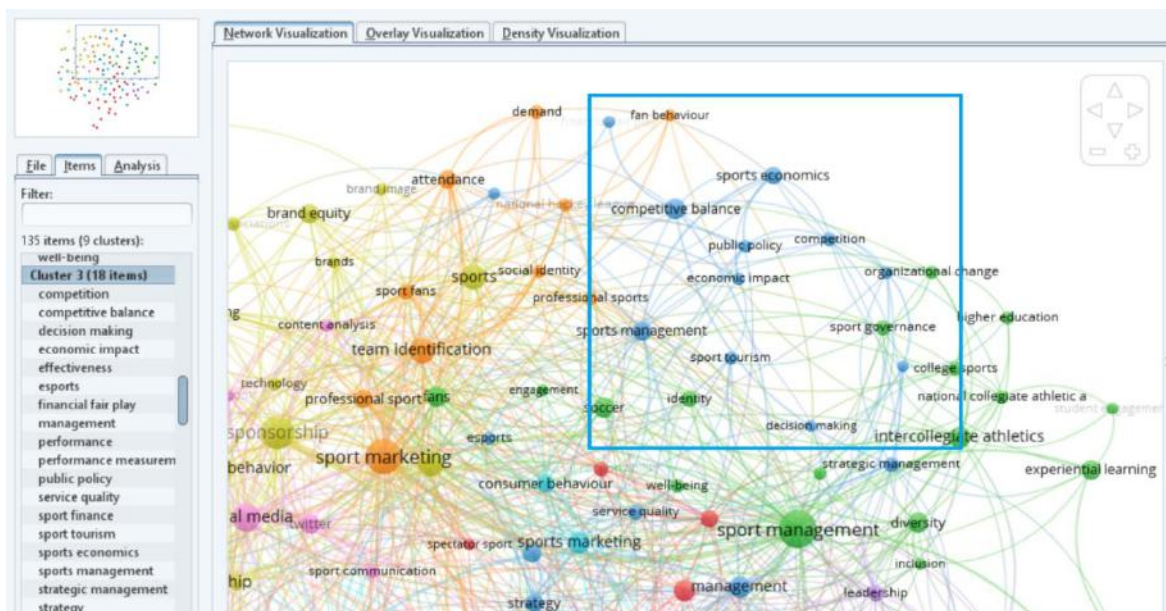 Network Visualization Overlay Visualization Density Visualization
File Items Analysis
Filter:
135 items (9 clusters):
well-being
Cluster 3 (18 items)
competition
competitive balance
decision making
economic impact
effectiveness
esports
financial fair play
management
performance
performance measurem
public policy
service quality
sport finance
sport tourism
sports economics
sports management
strategic management
strategy
demand
fan behaviour
attendance
sports economics
brand image
national hockey league
brand equity
competitive balance
public policy
competition
brands
sports
social identity
economic impact
organizational change
sport fans
professional sports
higher education
content analysis
sports management
sport governance
team identification
sport tourism
college sports
technology
engagement
professional sport
fans
soccer
identity
national collegiate athletic a
student engagement
sponsorship
esports
decision making
intercollegiate athletics
behavior
sport marketing
strategic management
experiential learning
consumer behaviour
well-being
al media
twitter
service quality
sport management
diversity
spectator sport
sports marketing
inclusion
sport communication
hip
management
leadership
strategy